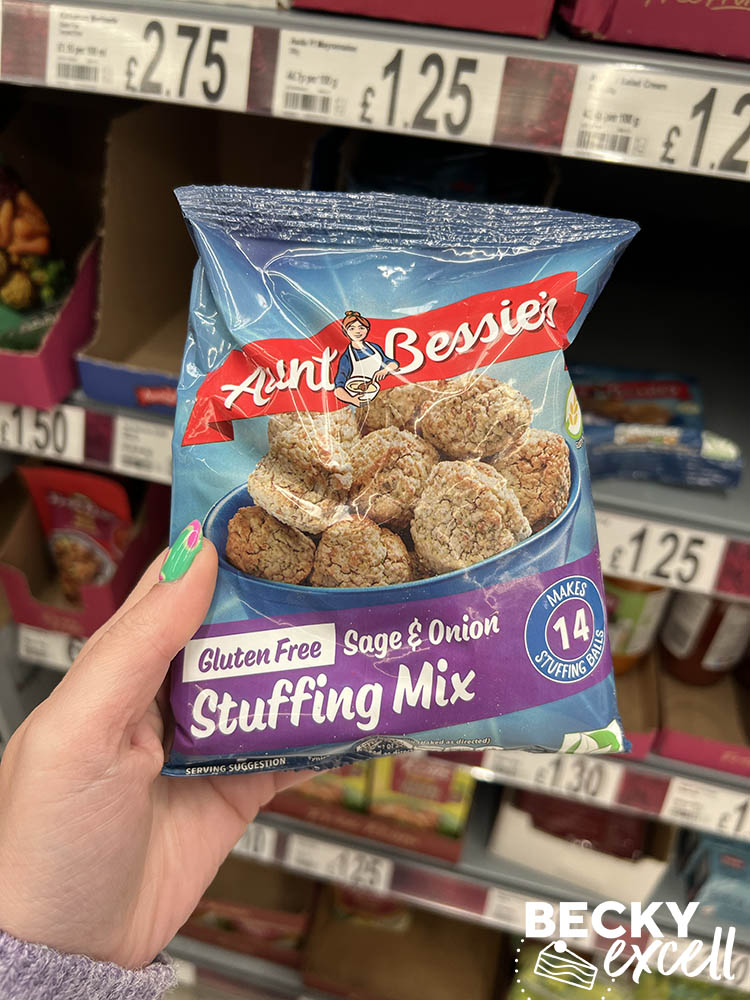 £2.75
£1.25
£1.2
Aunt Bessie's
£1.50
£1.25
MAKES
14
STUFFING BALLS
Gluten Free Sage & Onion
Stuffing Mix
SERVING SUGGESTION
£1.30
£1.25
BECKY
excell